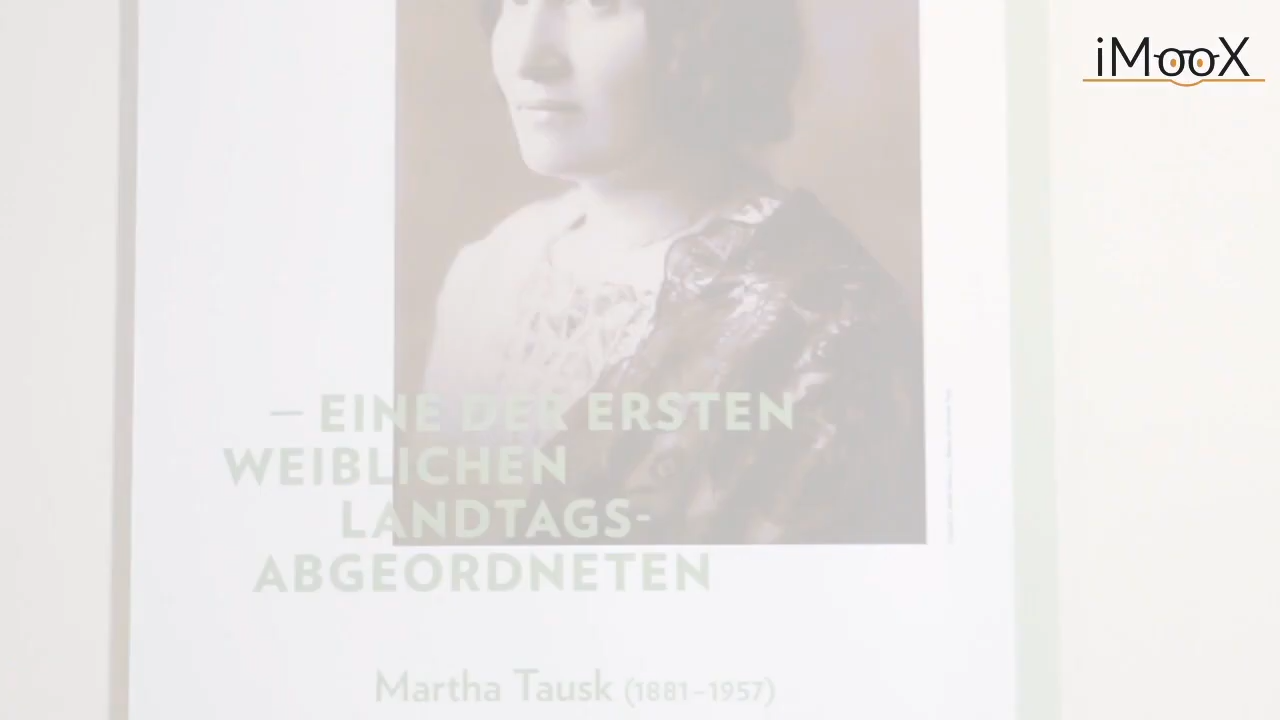 iMooX
– EINE DER ERSTEN
WEIBLICHEN
LANDTAGS-
ABGEORDNETEN
Martha Tausk (1881–1957)